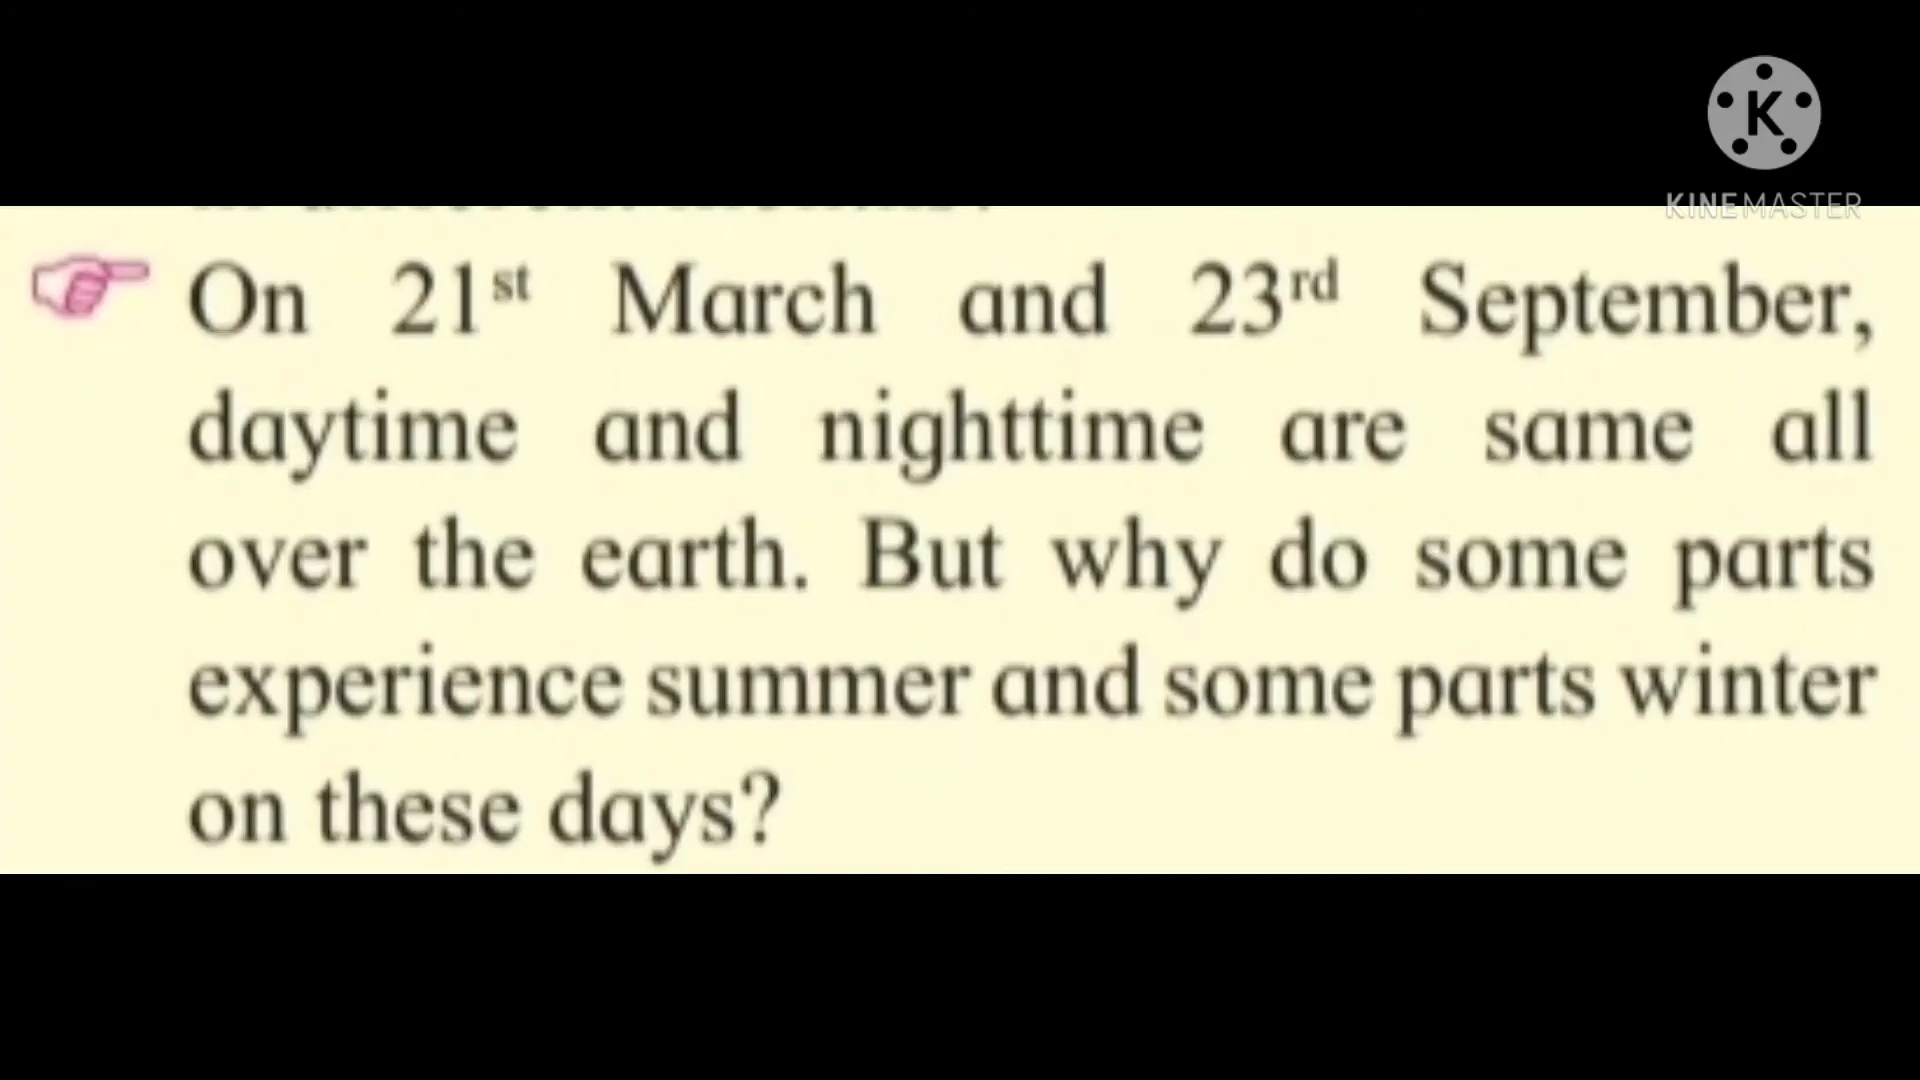 K
KINEMASTER
On 21st March and 23rd September,
daytime and nighttime are same all
over the earth. But why do some parts
experience summer and some parts winter
on these days?